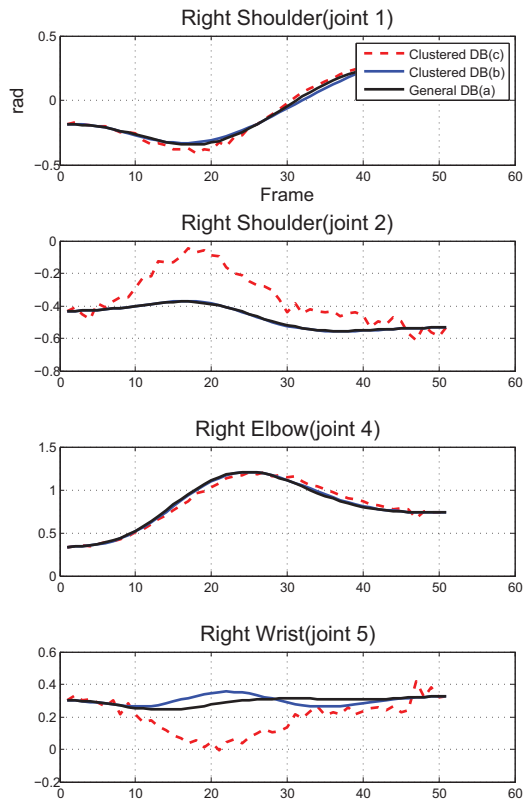 Right Shoulder(joint 1)
0.5
0
−0.5
rad
Clustered DB(c)
Clustered DB(b)
General DB(a)
0 10 20 30 40 50 60
Frame
Right Shoulder(joint 2)
0
−0.2
−0.4
−0.6
−0.8
0 10 20 30 40 50 60
Right Elbow(joint 4)
1.5
1
0.5
0
0 10 20 30 40 50 60
Right Wrist(joint 5)
0.6
0.4
0.2
0
−0.2
0 10 20 30 40 50 60